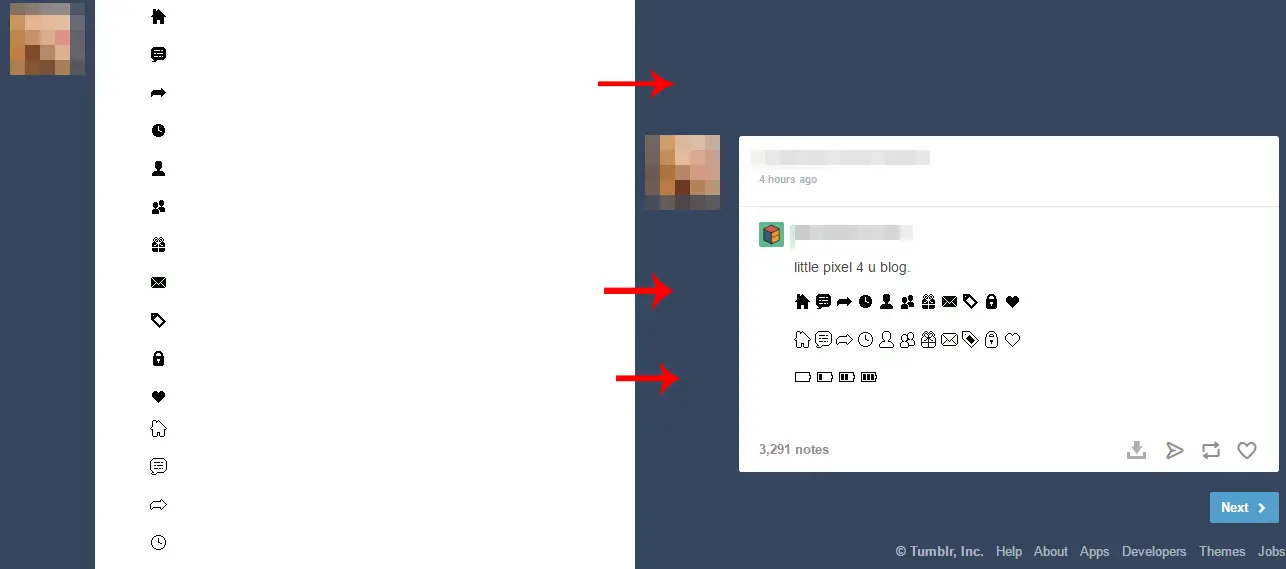 4 hours ago
little pixel 4 u blog.
3,291 notes
Next
© Tumblr, Inc. Help About Apps Developers Themes Jobs